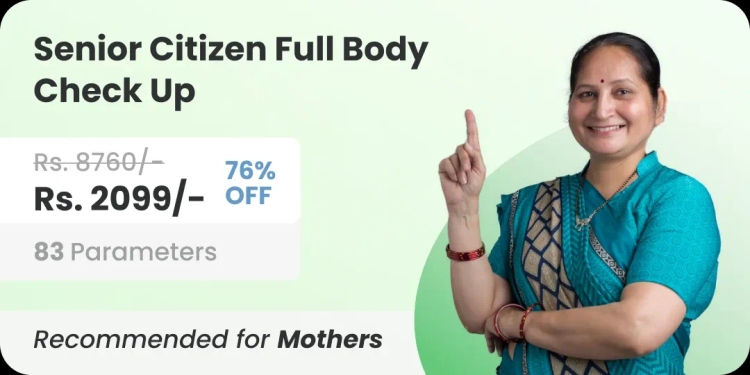 Senior Citizen Full Body
Check Up
Rs. 8760/-
Rs. 2099/-
76%
OFF
83 Parameters
Recommended for Mothers